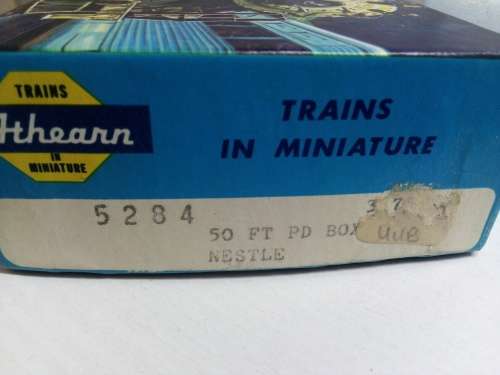 TRAINS
Athearn
IN
MINIATURE
TRAINS
IN MINIATURE
5284
50 FT PD BOX
NESTLE